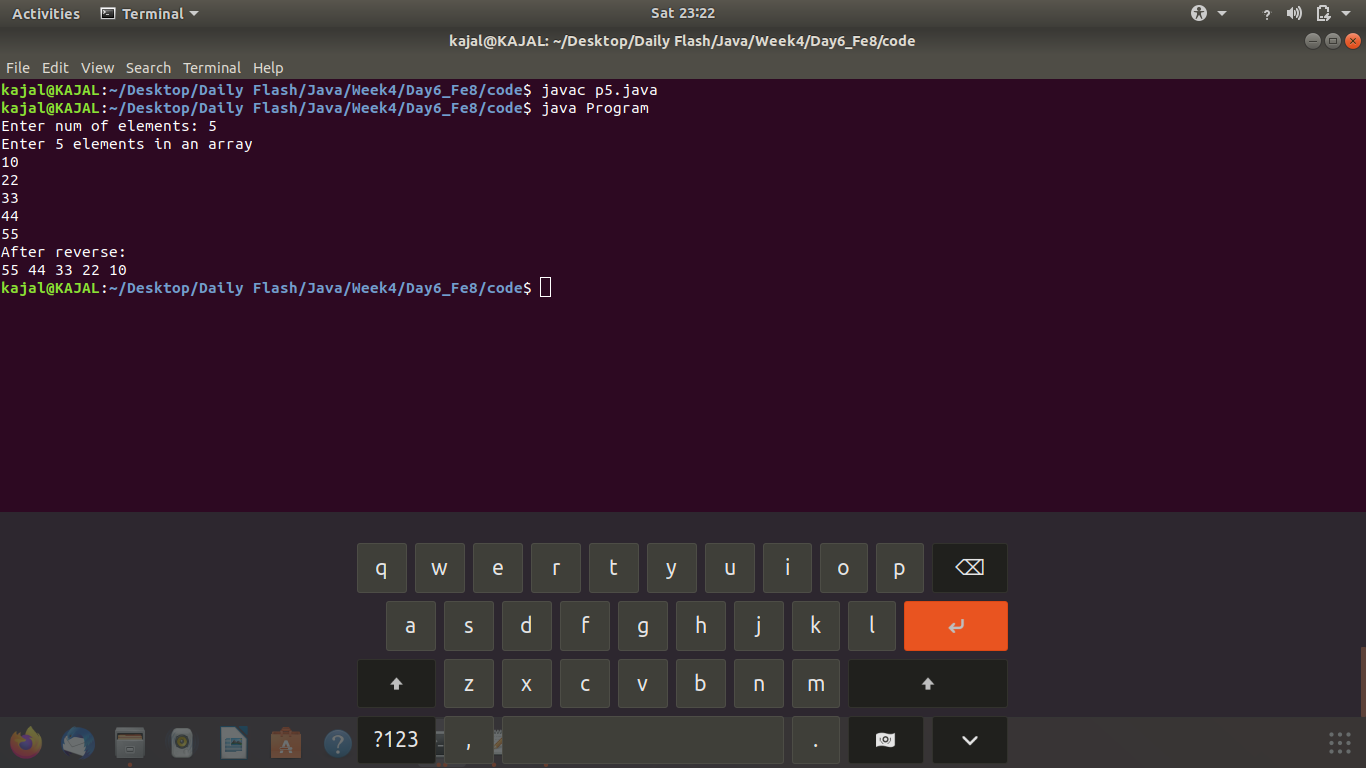 Activities Terminal Sat 23:22 ?
kajal@KAJAL: ~/Desktop/Daily Flash/Java/Week4/Day6_Fe8/code
File Edit View Search Terminal Help
kajal@KAJAL:~/Desktop/Daily Flash/Java/Week4/Day6_Fe8/code$ javac p5.java
kajal@KAJAL:~/Desktop/Daily Flash/Java/Week4/Day6_Fe8/code$ java Program
Enter num of elements: 5
Enter 5 elements in an array
10
22
33
44
55
After reverse:
55 44 33 22 10
kajal@KAJAL:~/Desktop/Daily Flash/Java/Week4/Day6_Fe8/code$
q w e r t y u i o p
a s d f g h j k l
z x c v b n m
?123 , .